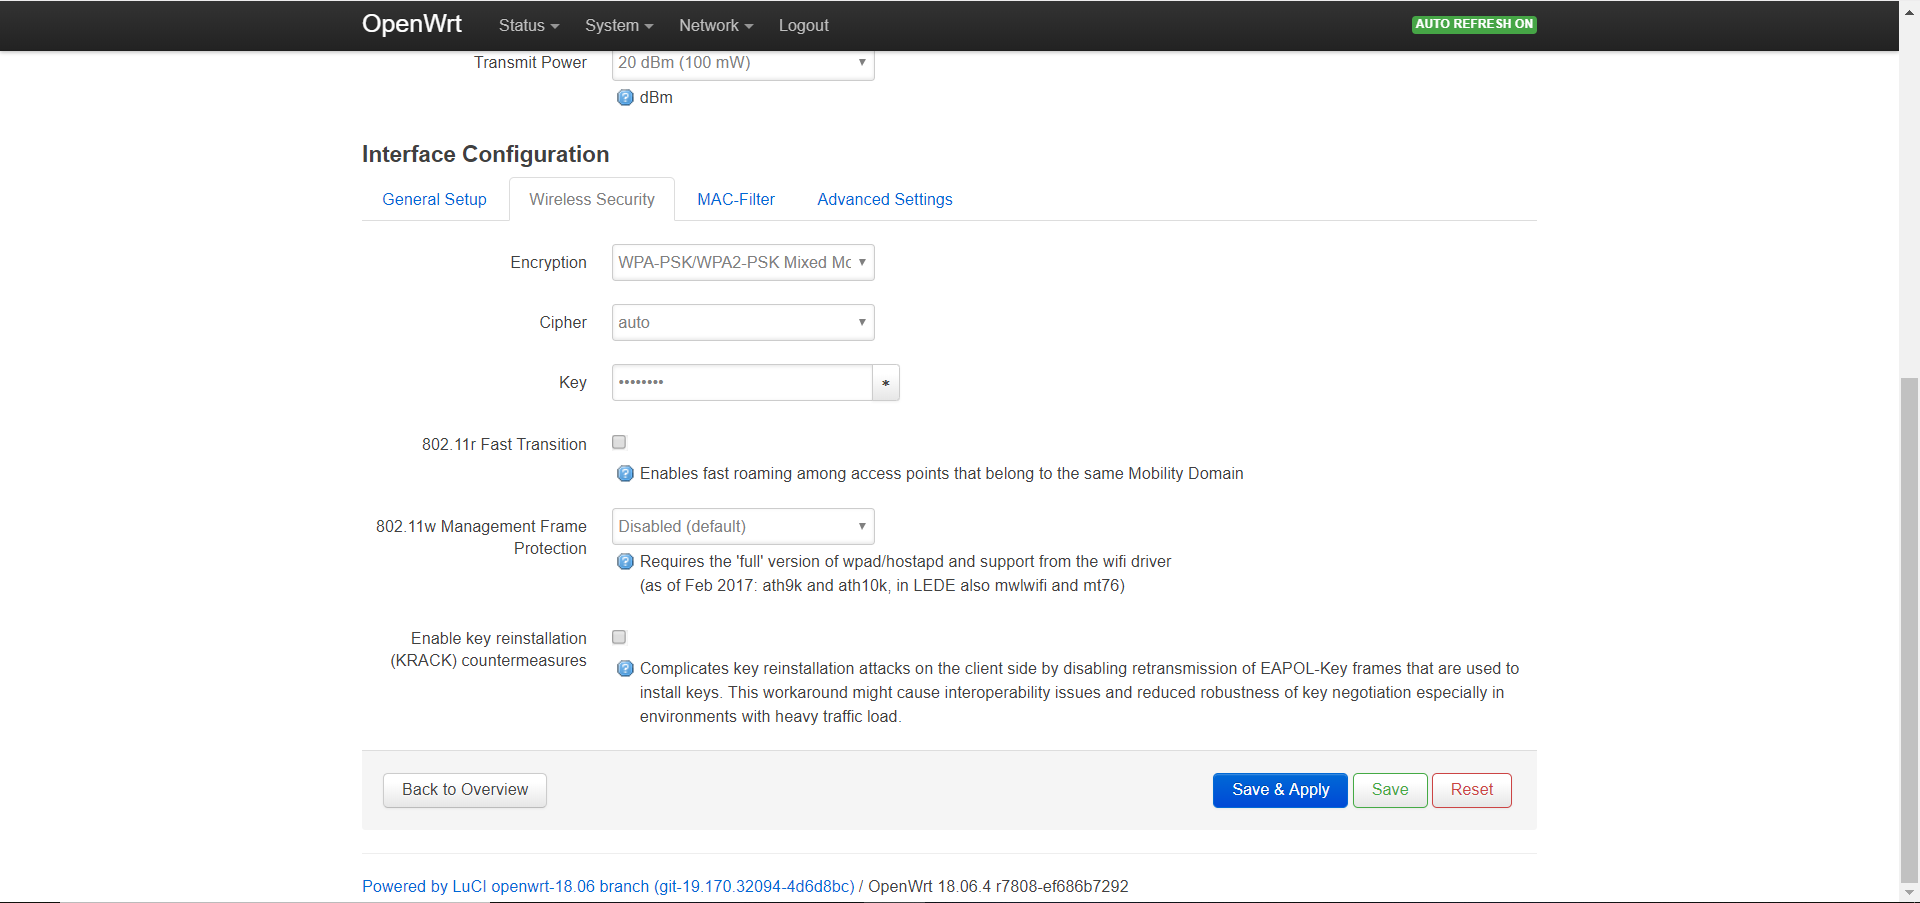 OpenWrt Status System Network Logout AUTO REFRESH ON
Transmit Power 20 dBm (100 mW)
dBm
Interface Configuration
General Setup Wireless Security MAC-Filter Advanced Settings
Encryption WPA-PSK/WPA2-PSK Mixed Mo
Cipher auto
Key •••••••• *
802.11r Fast Transition
Enables fast roaming among access points that belong to the same Mobility Domain
802.11w Management Frame
Protection
Disabled (default)
Requires the 'full' version of wpad/hostapd and support from the wifi driver
(as of Feb 2017: ath9k and ath10k, in LEDE also mwlwifi and mt76)
Enable key reinstallation
(KRACK) countermeasures
Complicates key reinstallation attacks on the client side by disabling retransmission of EAPOL-Key frames that are used to
install keys. This workaround might cause interoperability issues and reduced robustness of key negotiation especially in
environments with heavy traffic load.
Back to Overview Save & Apply Save Reset
Powered by LuCI openwrt-18.06 branch (git-19.170.32094-4d6d8bc) / OpenWrt 18.06.4 r7808-ef686b7292